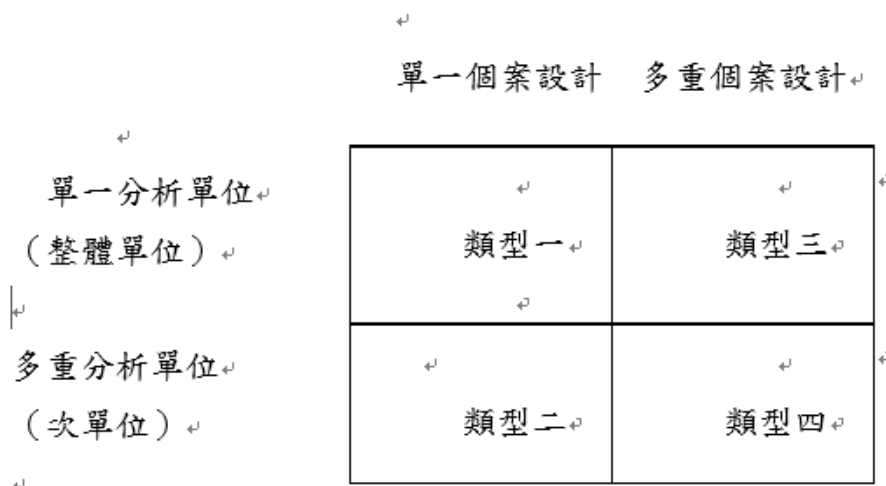 單一個案設計 多重個案設計
單一分析單位
（整體單位） 類型一 類型三
多重分析單位
（次單位） 類型二 類型四